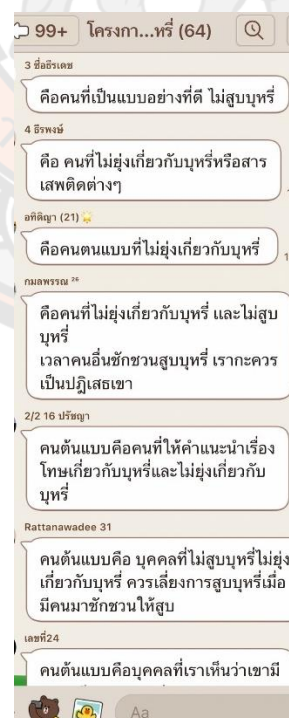 99+ โครงกา...หรี่ (64)
3 ชื่อธีรเดช
คือคนที่เป็นแบบอย่างที่ดี ไม่สูบบุหรี่
4 ธีรพงษ์
คือ คนที่ไม่ยุ่งเกี่ยวกับบุหรี่หรือสาร
เสพติดต่างๆ
อทิติญา (21)
คือคนตนแบบที่ไม่ยุ่งเกี่ยวกับบุหรี่
กมลพรรณ ²⁶
คือคนที่ไม่ยุ่งเกี่ยวกับบุหรี่ และไม่สูบ
บุหรี่
เวลาคนอื่นชักชวนสูบบุหรี่ เรากะควร
เป็นปฎิเสธเขา
2/2 16 ปรัชญา
คนต้นแบบคือคนที่ให้คำแนะนำเรื่อง
โทษเกี่ยวกับบุหรี่และไม่ยุ่งเกี่ยวกับ
บุหรี่
Rattanawadee 31
คนต้นแบบคือ บุคคลที่ไม่สูบบุหรี่ไม่ยุ่ง
เกี่ยวกับบุหรี่ ควรเลี่ยงการสูบบุหรี่เมื่อ
มีคนมาชักชวนให้สูบ
เลขที่24
คนต้นแบบคือบุคคลที่เราเห็นว่าเขามี
Aa